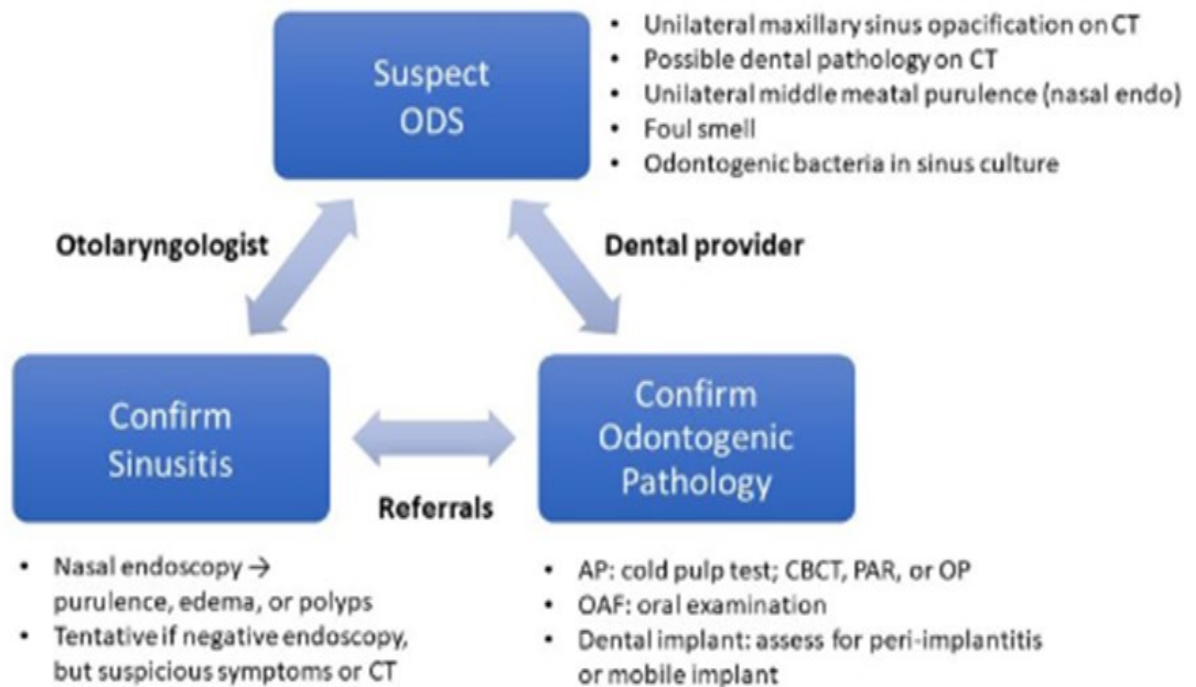 Suspect
ODS
• Unilateral maxillary sinus opacification on CT
• Possible dental pathology on CT
• Unilateral middle meatal purulence (nasal endo)
• Foul smell
• Odontogenic bacteria in sinus culture
Otolaryngologist
Dental provider
Confirm
Sinusitis
Confirm
Odontogenic
Pathology
Referrals
• Nasal endoscopy →
purulence, edema, or polyps
• Tentative if negative endoscopy,
but suspicious symptoms or CT
• AP: cold pulp test; CBCT, PAR, or OP
• OAF: oral examination
• Dental implant: assess for peri-implantitis
or mobile implant